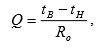 Q = (t_B − t_H) / R_o ,